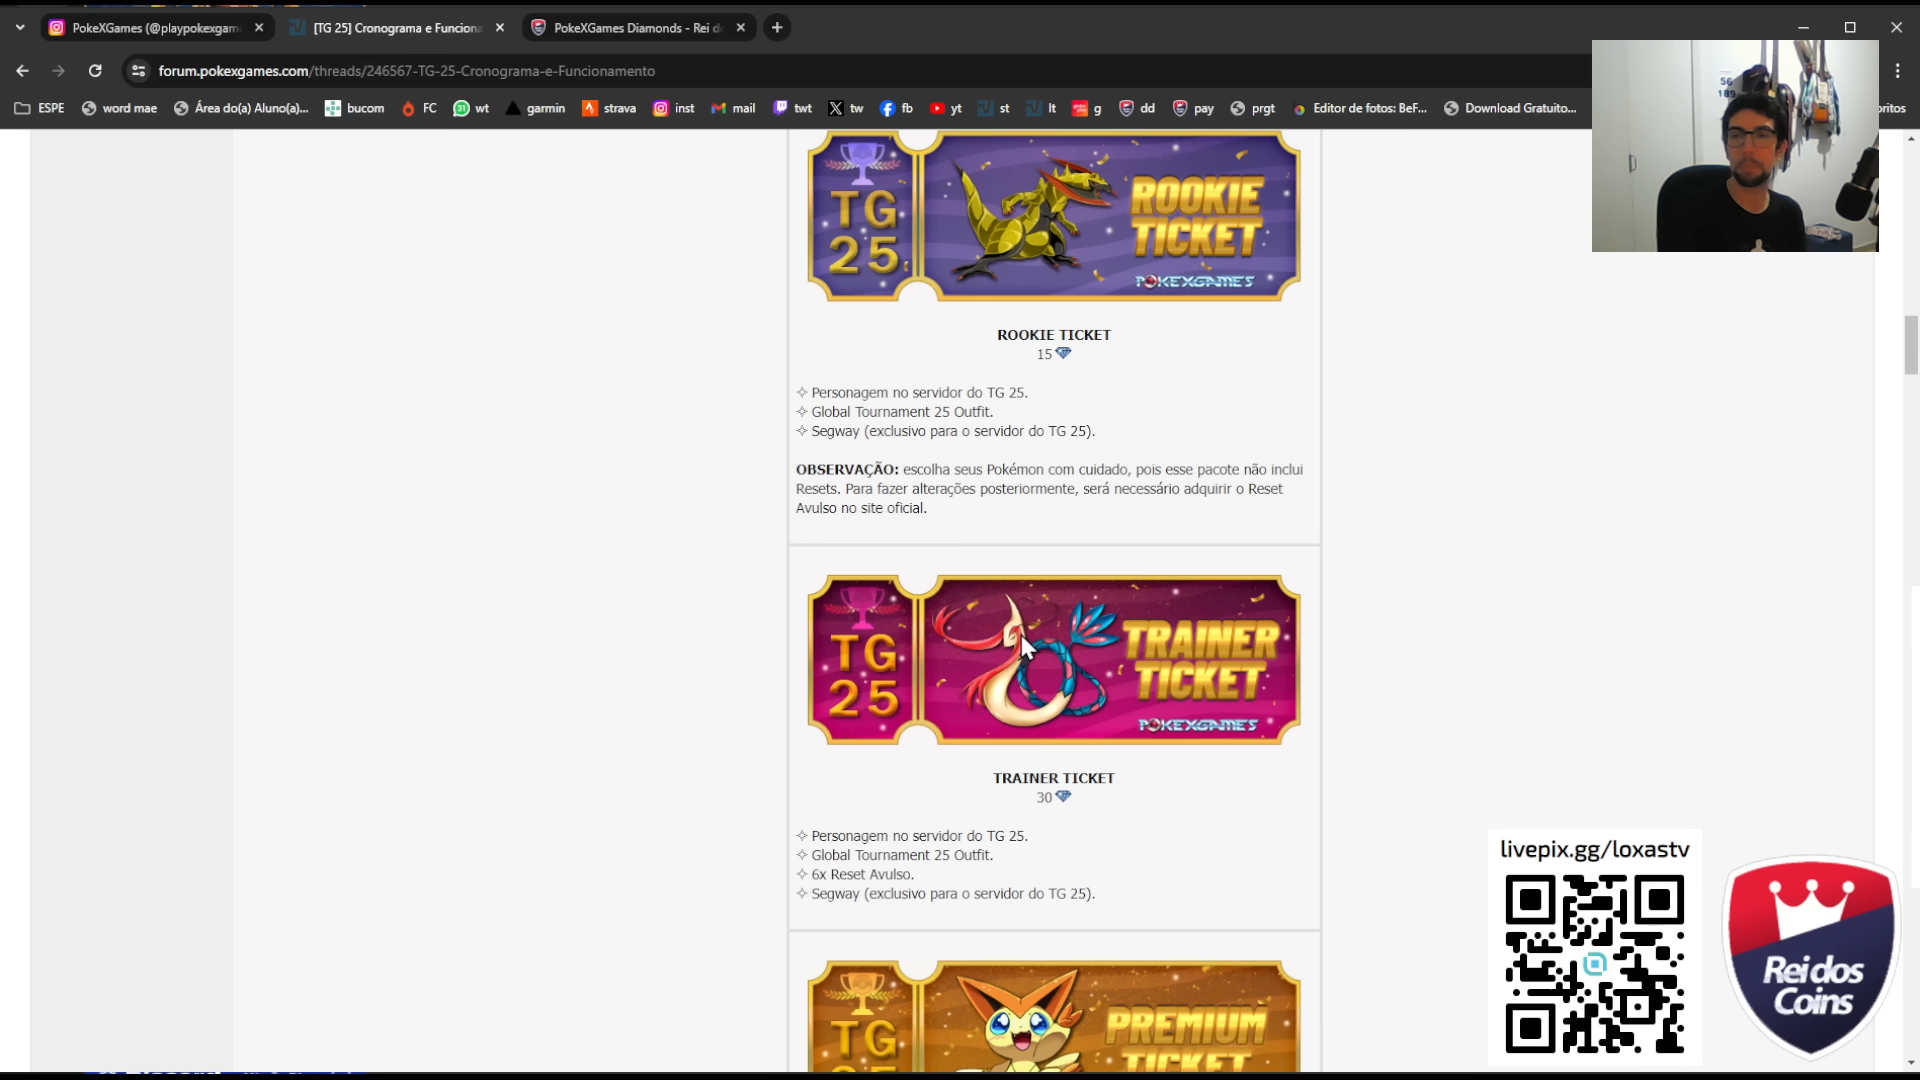 PokeXGames (@playpokexgam
[TG 25] Cronograma e Funciona
PokeXGames Diamonds - Rei d
forum.pokexgames.com/threads/246567-TG-25-Cronograma-e-Funcionamento
ESPE
word mae
Área do(a) Aluno(a)...
bucom
FC
wt
garmin
strava
inst
mail
twt
tw
fb
yt
st
lt
g
dd
pay
prgt
Editor de fotos: BeF...
Download Gratuito...
oritos
56
189
TG
25
ROOKIE
TICKET
POKEXGAMES
ROOKIE TICKET
15
✧ Personagem no servidor do TG 25.
✧ Global Tournament 25 Outfit.
✧ Segway (exclusivo para o servidor do TG 25).
OBSERVAÇÃO: escolha seus Pokémon com cuidado, pois esse pacote não inclui
Resets. Para fazer alterações posteriormente, será necessário adquirir o Reset
Avulso no site oficial.
TG
25
TRAINER
TICKET
POKEXGAMES
TRAINER TICKET
30
✧ Personagem no servidor do TG 25.
✧ Global Tournament 25 Outfit.
✧ 6x Reset Avulso.
✧ Segway (exclusivo para o servidor do TG 25).
TG
25
PREMIUM
TICKET
livepix.gg/loxastv
Rei dos
Coins